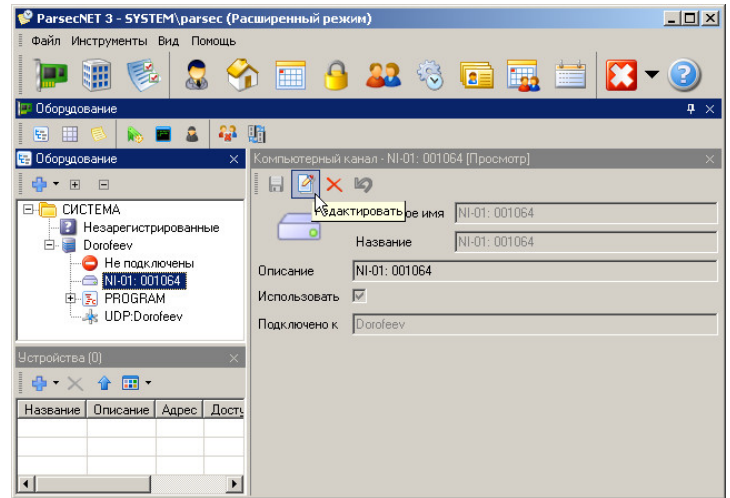 ParsecNET 3 - SYSTEM\parsec (Расширенный режим)
Файл Инструменты Вид Помощь
Оборудование
Оборудование
СИСТЕМА
Незарегистрированные
Dorofeev
Не подключены
NI-01: 001064
PROGRAM
UDP:Dorofeev
Устройства (0)
Название Описание Адрес Досту
Компьютерный канал - NI-01: 001064 [Просмотр]
Редактировать
ое имя NI-01: 001064
Название NI-01: 001064
Описание NI-01: 001064
Использовать
Подключено к Dorofeev